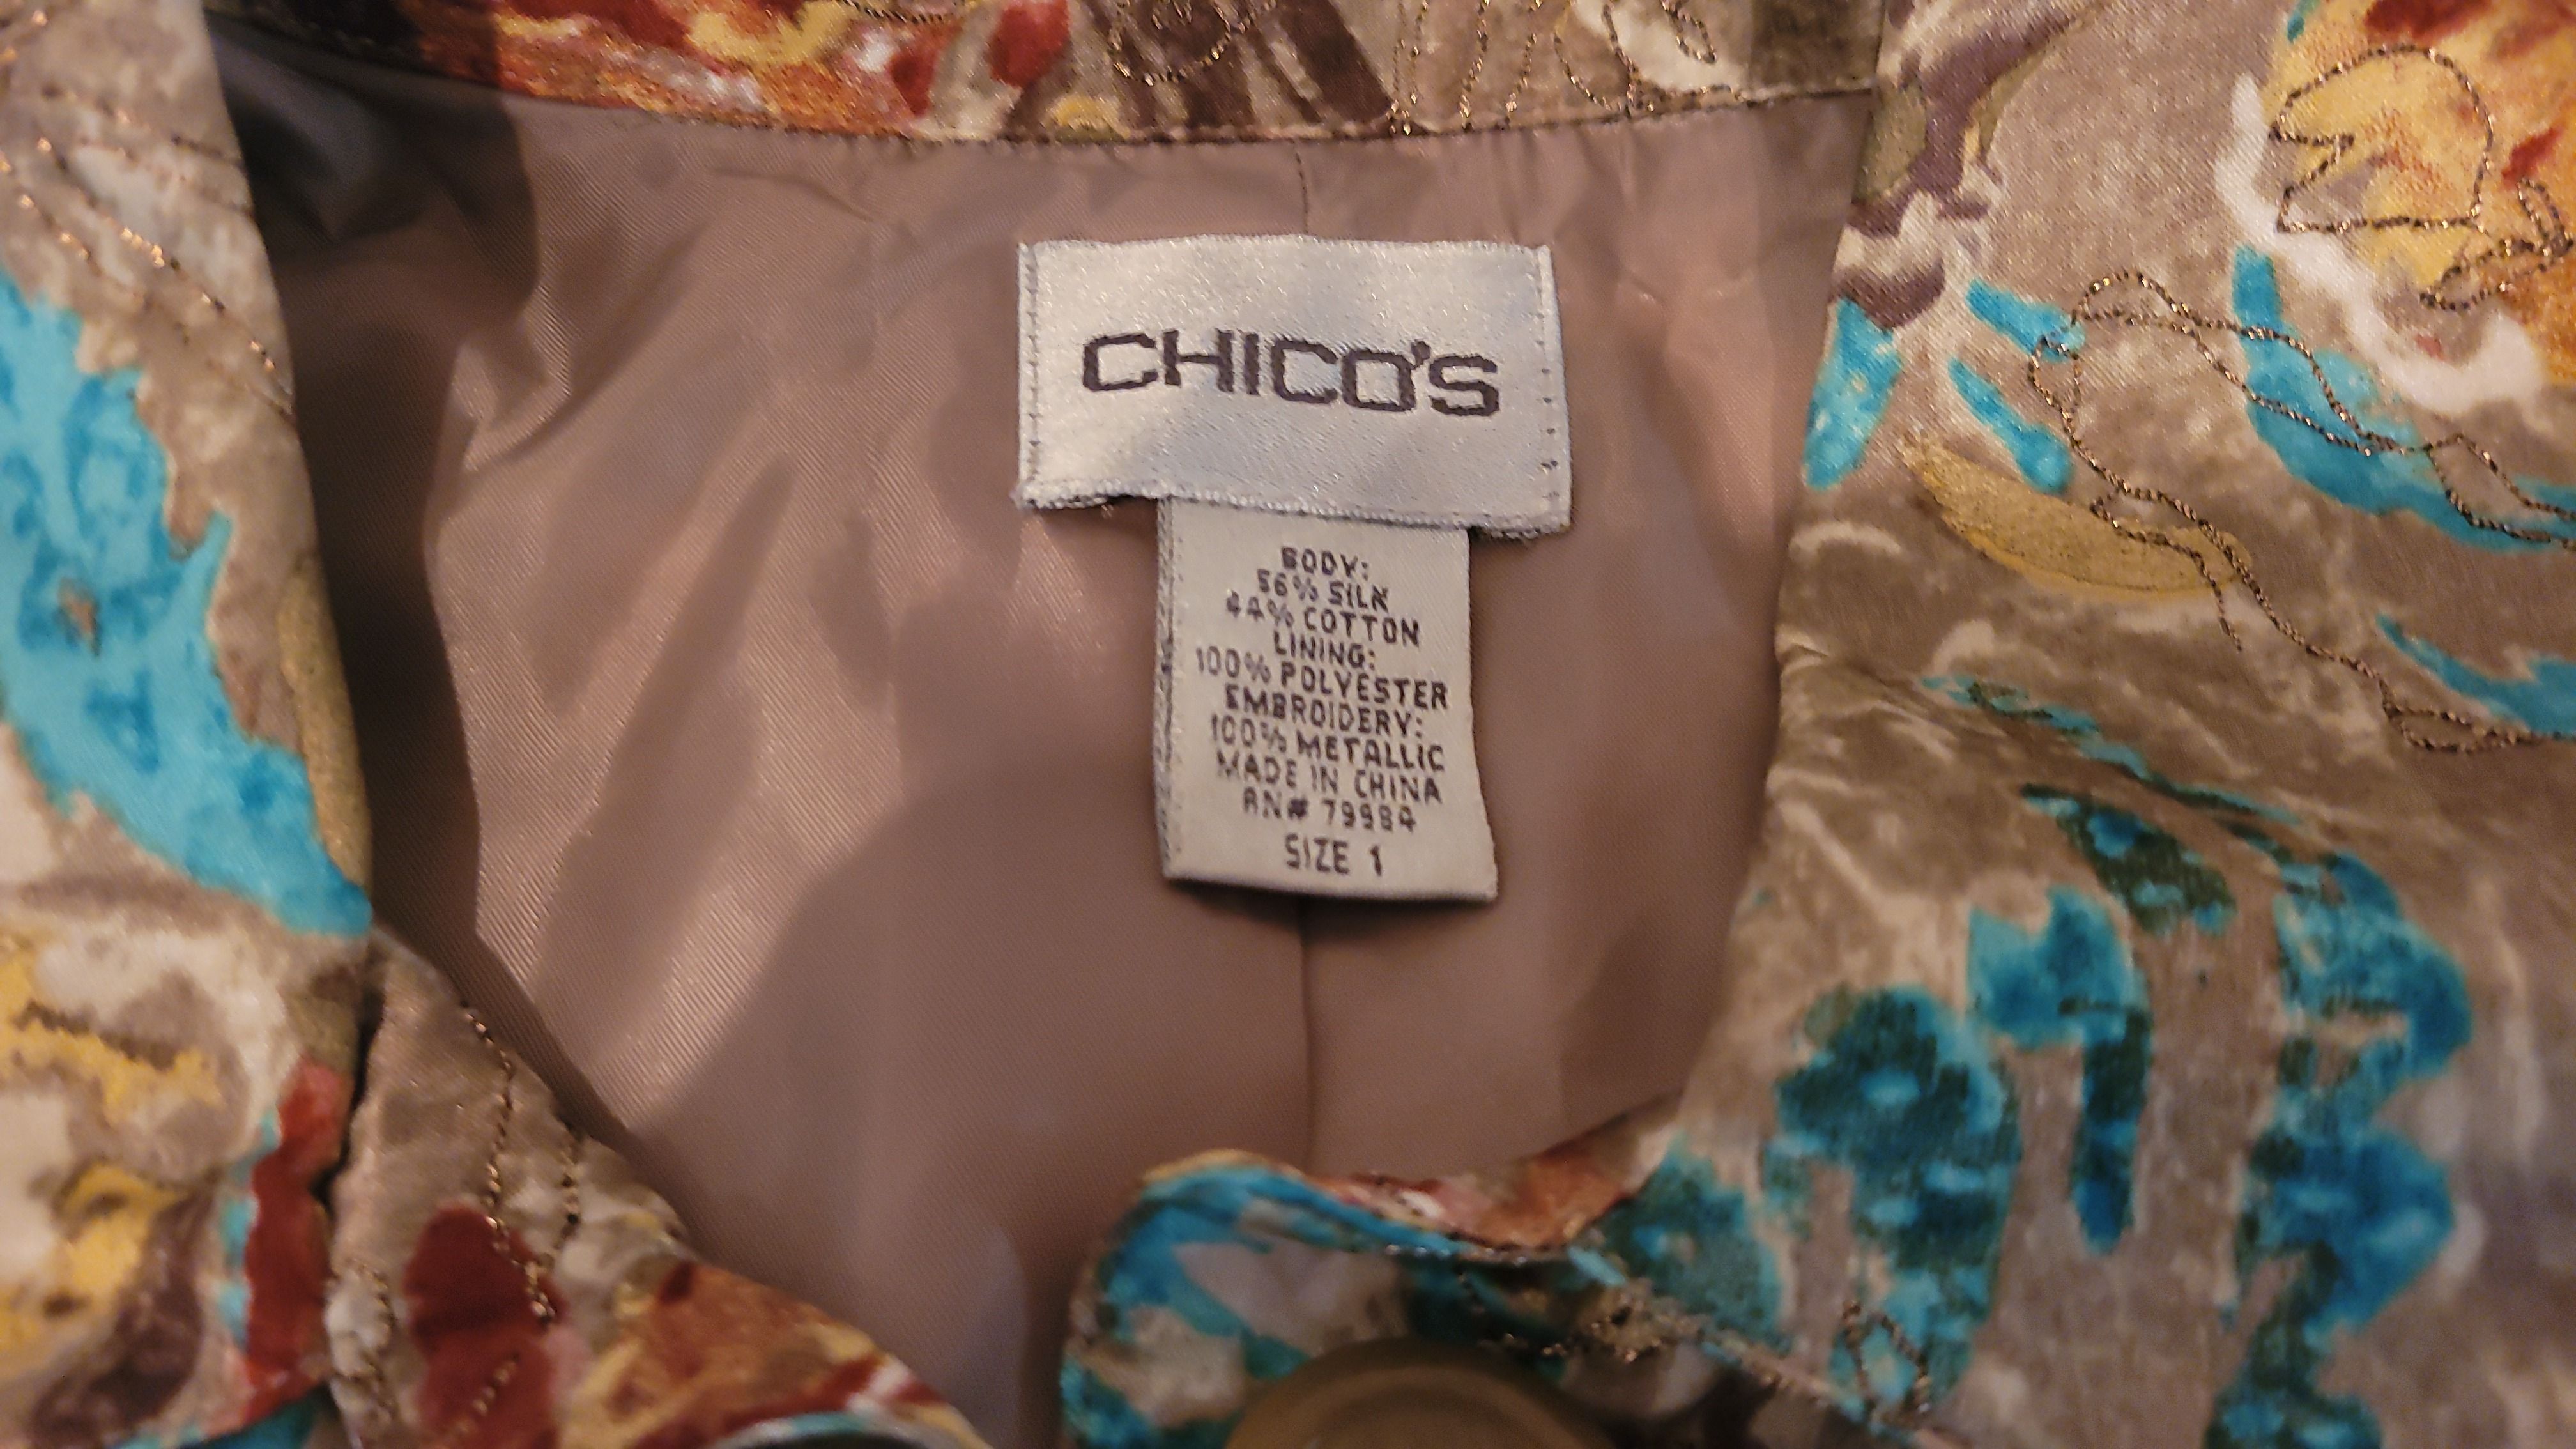 CHICO'S
BODY:
56% SILK
44% COTTON
LINING:
100% POLYESTER
EMBROIDERY:
100% METALLIC
MADE IN CHINA
RN# 79984
SIZE 1